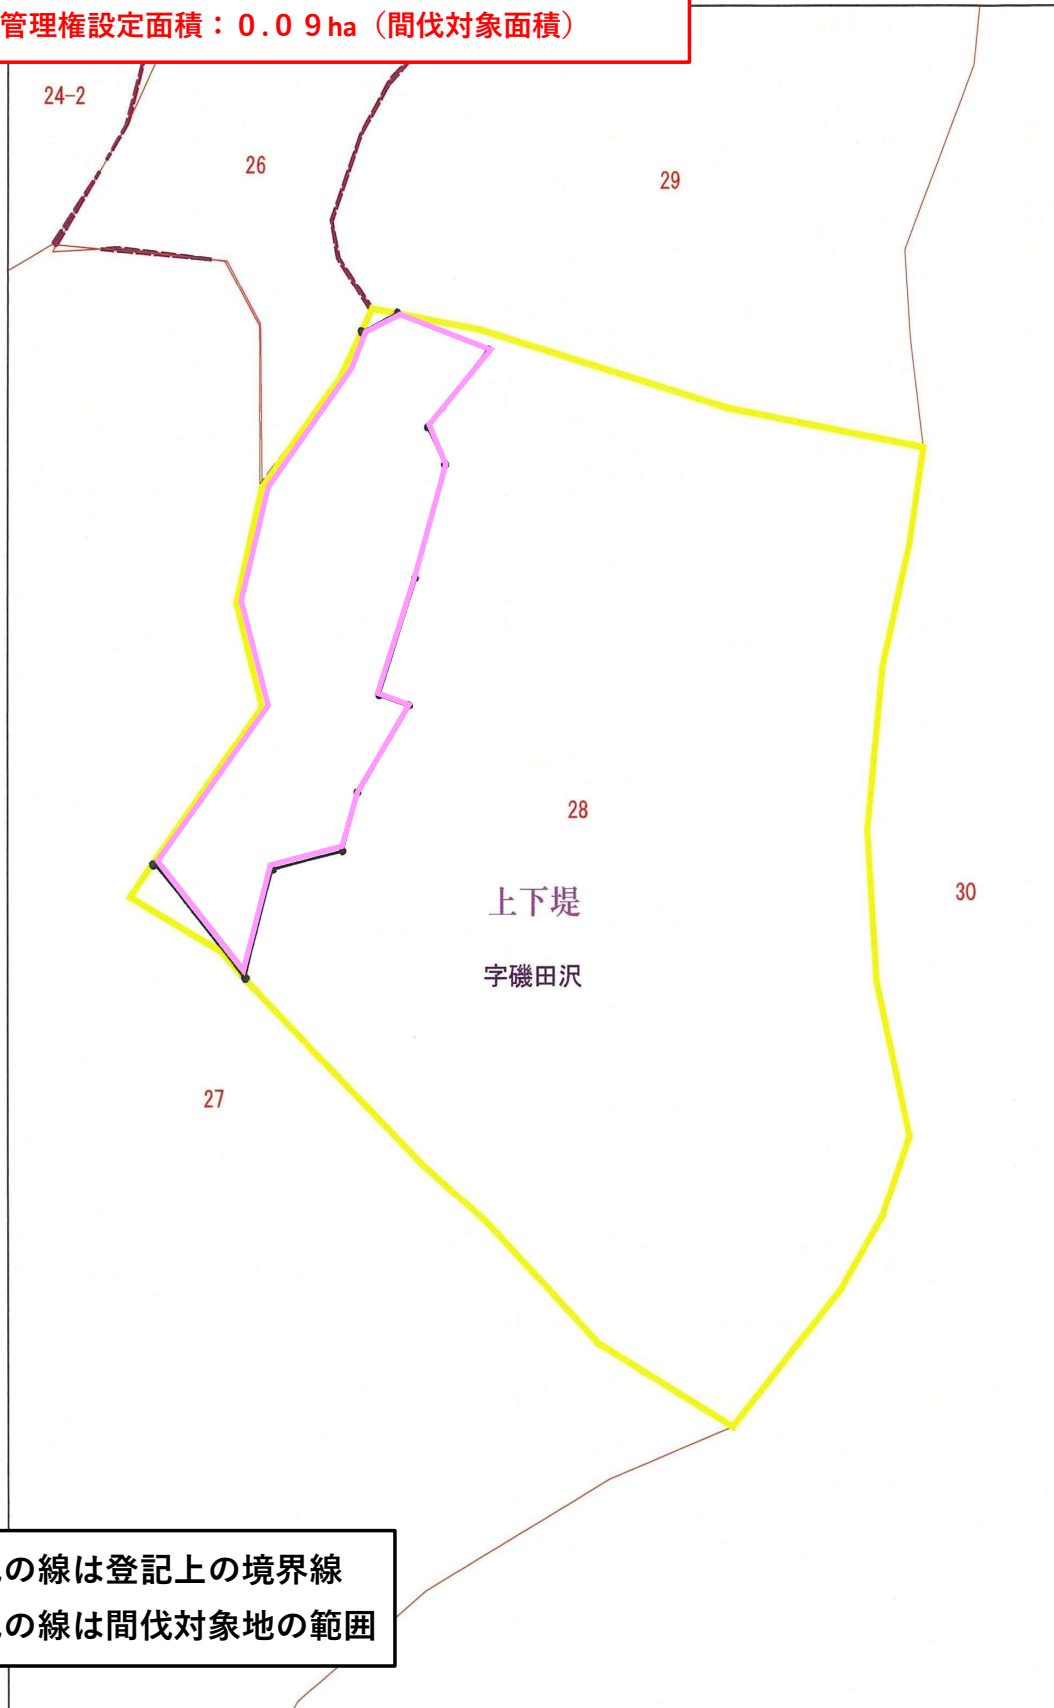 管理権設定面積：０.０９ha（間伐対象面積）
24-2
26
29
28
上下堤
30
字磯田沢
27
の線は登記上の境界線
の線は間伐対象地の範囲